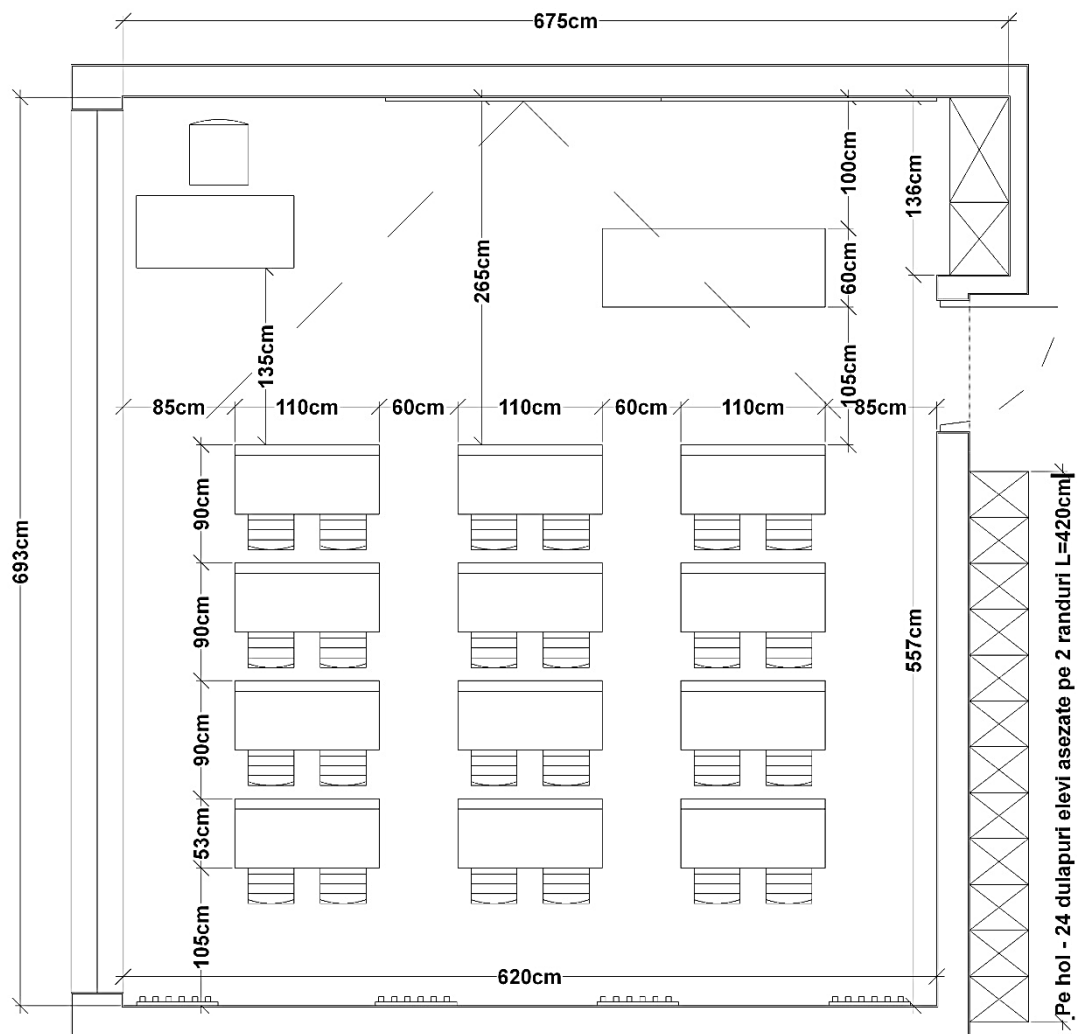 675cm
100cm
136cm
265cm
60cm
135cm
105cm
85cm
110cm
60cm
110cm
60cm
110cm
85cm
90cm
693cm
90cm
557cm
90cm
53cm
105cm
620cm
Pe hol - 24 dulapuri elevi asezate pe 2 randuri L=420cm